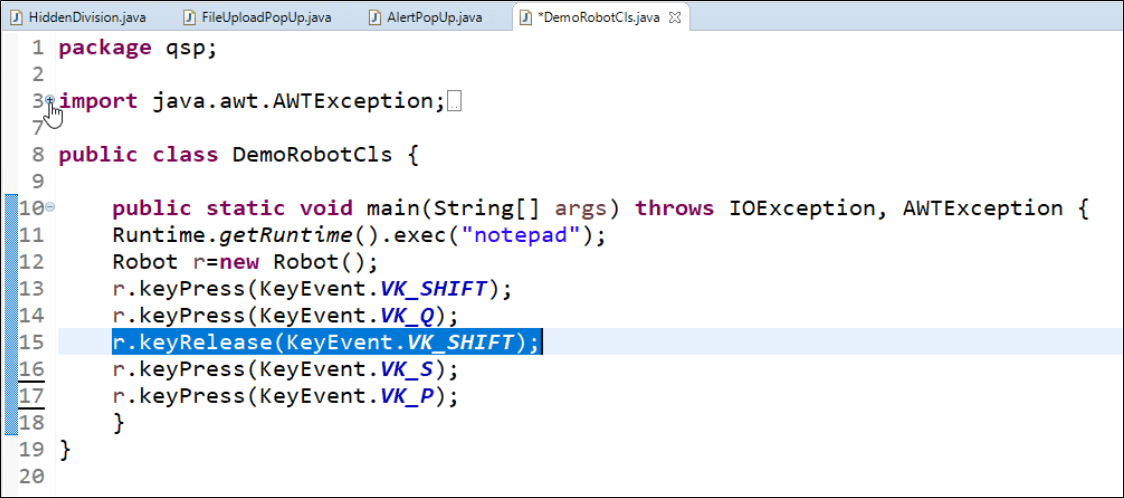 HiddenDivision.java FileUploadPopUp.java AlertPopUp.java *DemoRobotCls.java
1 package qsp;
2
3 import java.awt.AWTException;
7
8 public class DemoRobotCls {
9
10 public static void main(String[] args) throws IOException, AWTException {
11 Runtime.getRuntime().exec("notepad");
12 Robot r=new Robot();
13 r.keyPress(KeyEvent.VK_SHIFT);
14 r.keyPress(KeyEvent.VK_Q);
15 r.keyRelease(KeyEvent.VK_SHIFT);
16 r.keyPress(KeyEvent.VK_S);
17 r.keyPress(KeyEvent.VK_P);
18 }
19 }
20